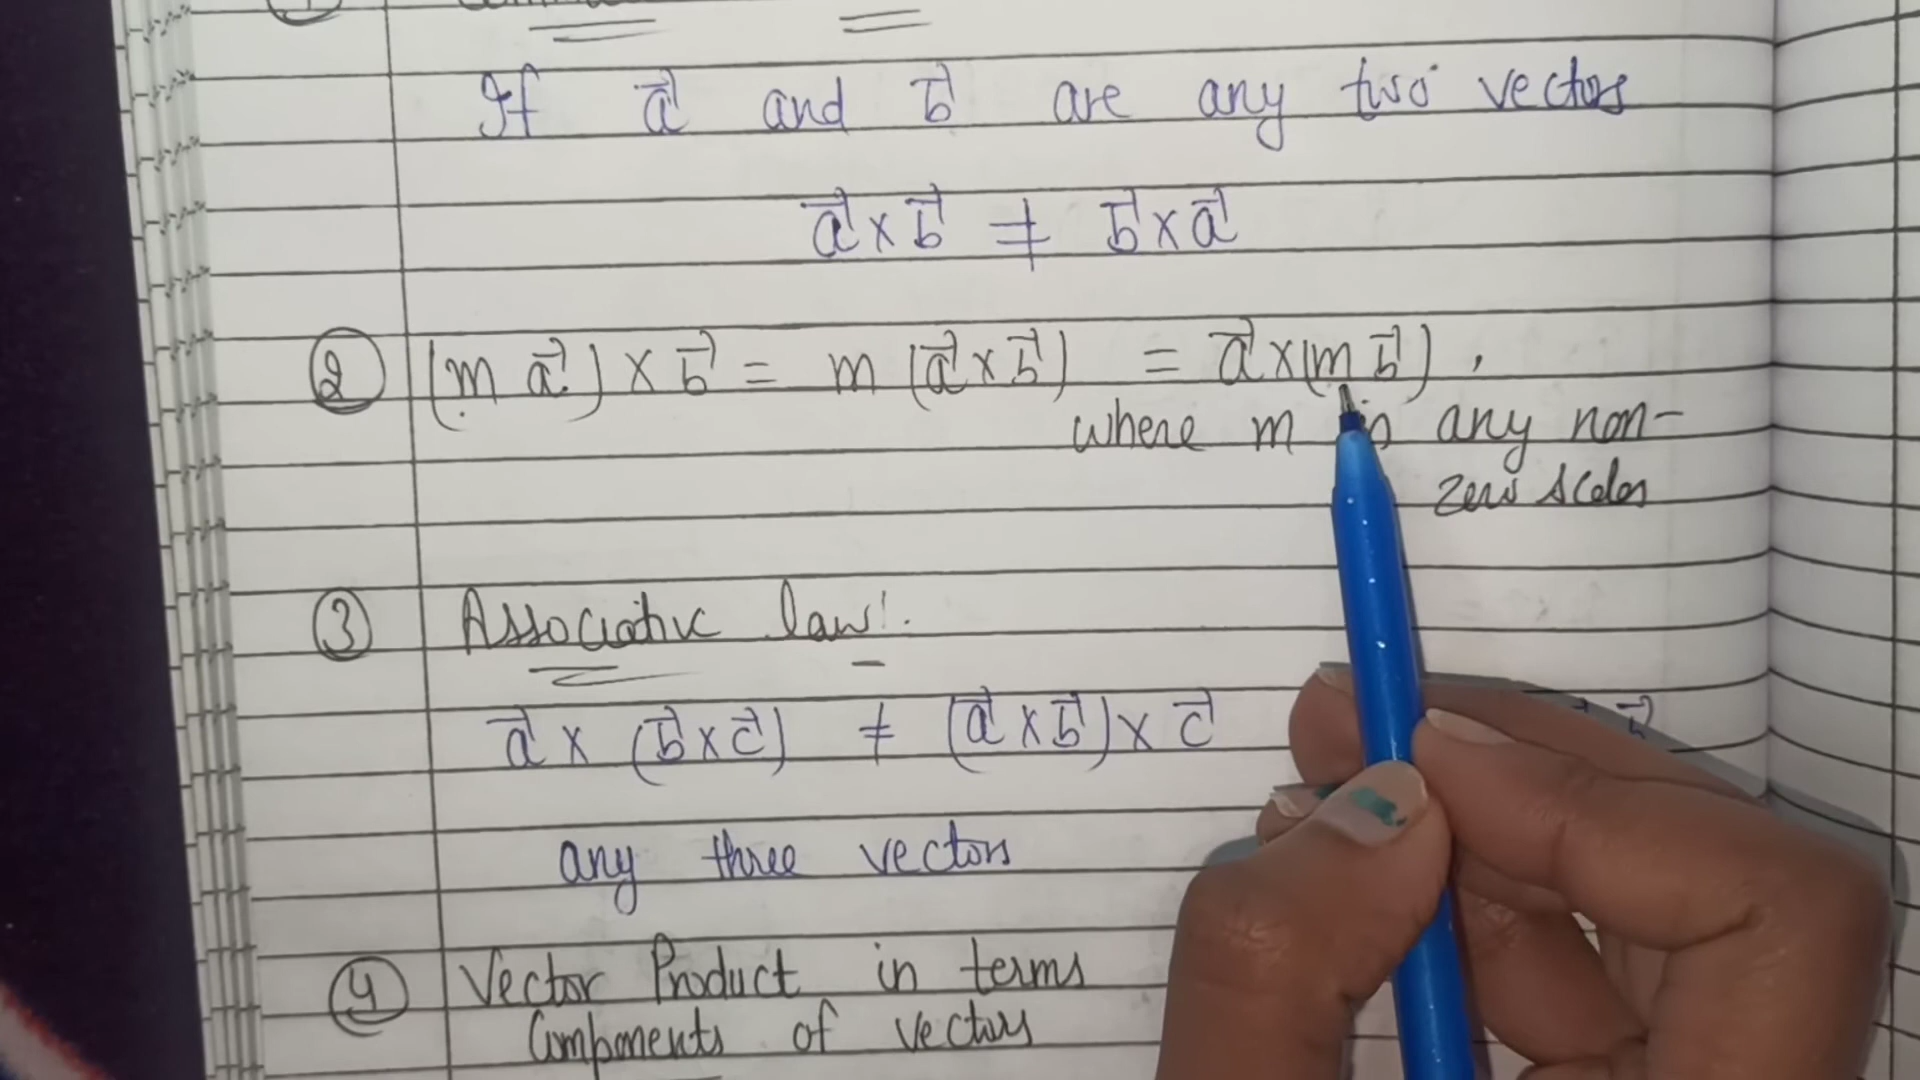 If a⃗ and b⃗ are any two vectors
a⃗ × b⃗ ≠ b⃗ × a⃗
② (m a⃗) × b⃗ = m (a⃗ × b⃗) = a⃗ × (m b⃗),
where m is any non-
zero scalar
③ Associative law:
a⃗ × (b⃗ × c⃗) ≠ (a⃗ × b⃗) × c⃗
any three vectors
④ Vector Product in terms
Components of vectors